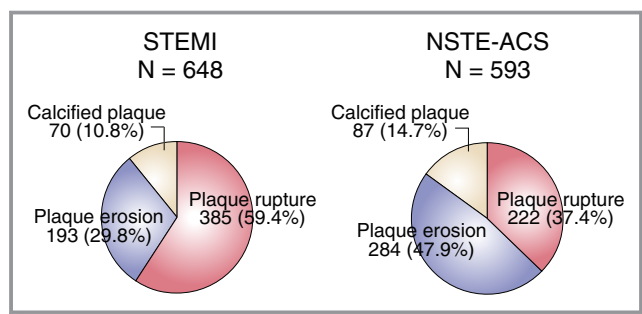 STEMI
N = 648
Calcified plaque
70 (10.8%)
Plaque rupture
385 (59.4%)
Plaque erosion
193 (29.8%)
NSTE-ACS
N = 593
Calcified plaque
87 (14.7%)
Plaque rupture
222 (37.4%)
Plaque erosion
284 (47.9%)